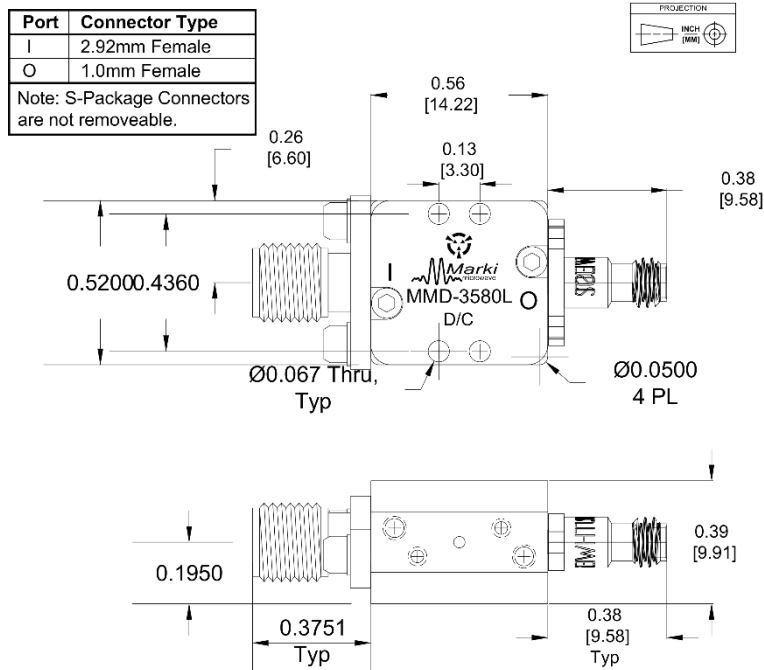 Port Connector Type
I 2.92mm Female
O 1.0mm Female
Note: S-Package Connectors
are not removeable.
PROJECTION
INCH
[MM]
0.56
[14.22]
0.26
[6.60]
0.13
[3.30]
0.38
[9.58]
0.5200
0.4360
I
Marki
microwave
MMD-3580L
O
D/C
Ø0.067 Thru,
Typ
Ø0.0500
4 PL
0.1950
0.3751
Typ
0.39
[9.91]
0.38
[9.58]
Typ